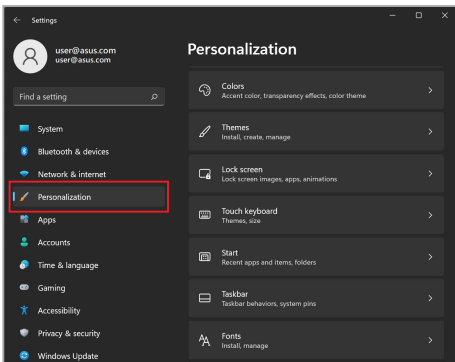 Settings
user@asus.com
user@asus.com
Find a setting
System
Bluetooth & devices
Network & internet
Personalization
Apps
Accounts
Time & language
Gaming
Accessibility
Privacy & security
Windows Update
Personalization
Colors
Accent color, transparency effects, color theme
Themes
Install, create, manage
Lock screen
Lock screen images, apps, animations
Touch keyboard
Themes, size
Start
Recent apps and items, folders
Taskbar
Taskbar behaviors, system pins
Fonts
Install, manage